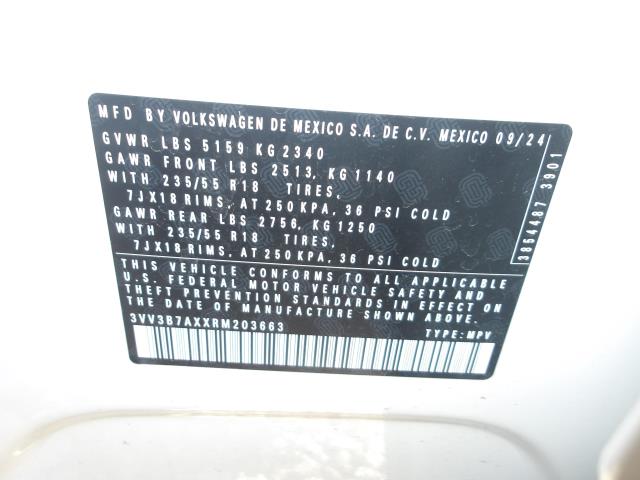 MFD BY VOLKSWAGEN DE MEXICO S.A. DE C.V. MEXICO 09/24
GVWR LBS 5159 KG 2340
GAWR FRONT LBS 2513, KG 1140
WITH 235/55 R18 TIRES,
7JX18 RIMS, AT 250 KPA, 36 PSI COLD
GAWR REAR LBS 2756, KG 1250
WITH 235/55 R18 TIRES,
7JX18 RIMS, AT 250 KPA, 36 PSI COLD
THIS VEHICLE CONFORMS TO ALL APPLICABLE
U.S. FEDERAL MOTOR VEHICLE SAFETY AND
THEFT PREVENTION STANDARDS IN EFFECT ON
THE DATE OF MANUFACTURE SHOWN ABOVE.
3VV3B7AXXRM203663 TYPE: MPV
3854487 3901